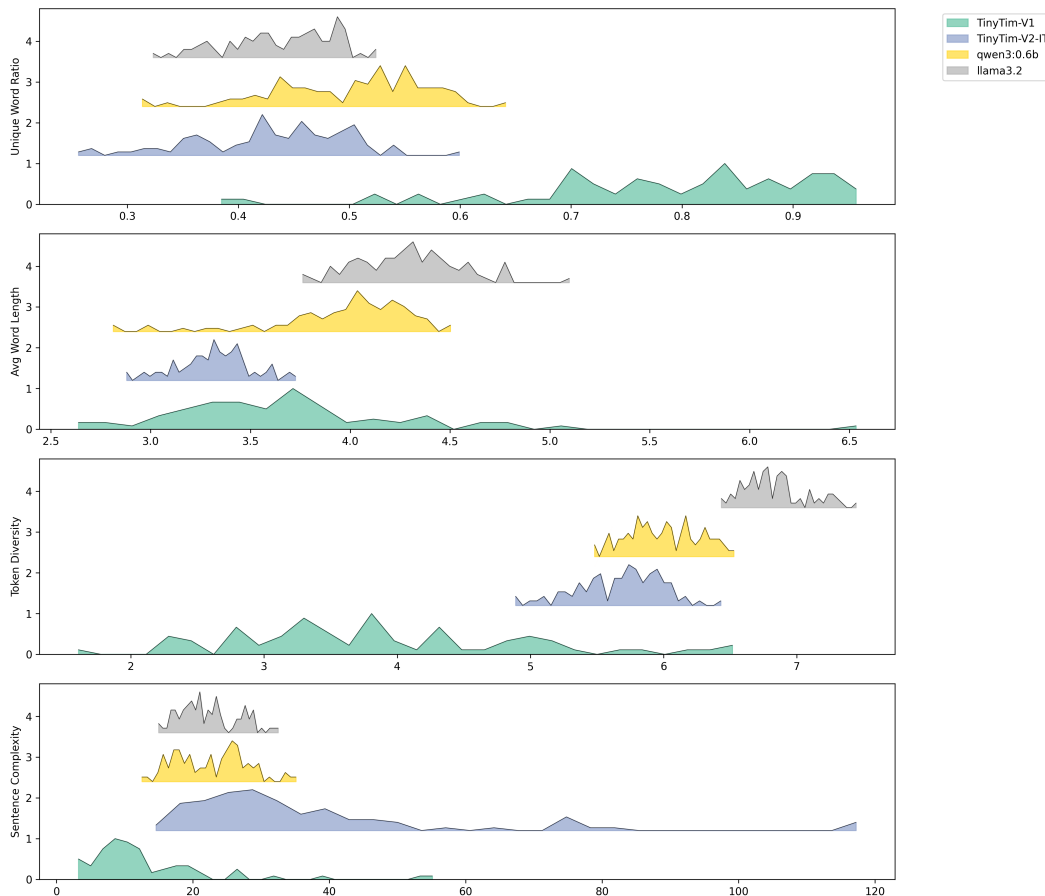 TinyTim-V1
TinyTim-V2-IT
qwen3:0.6b
llama3.2
Unique Word Ratio
4
3
2
1
0
0.3 0.4 0.5 0.6 0.7 0.8 0.9
Avg Word Length
4
3
2
1
0
2.5 3.0 3.5 4.0 4.5 5.0 5.5 6.0 6.5
Token Diversity
4
3
2
1
0
2 3 4 5 6 7
Sentence Complexity
4
3
2
1
0
0 20 40 60 80 100 120